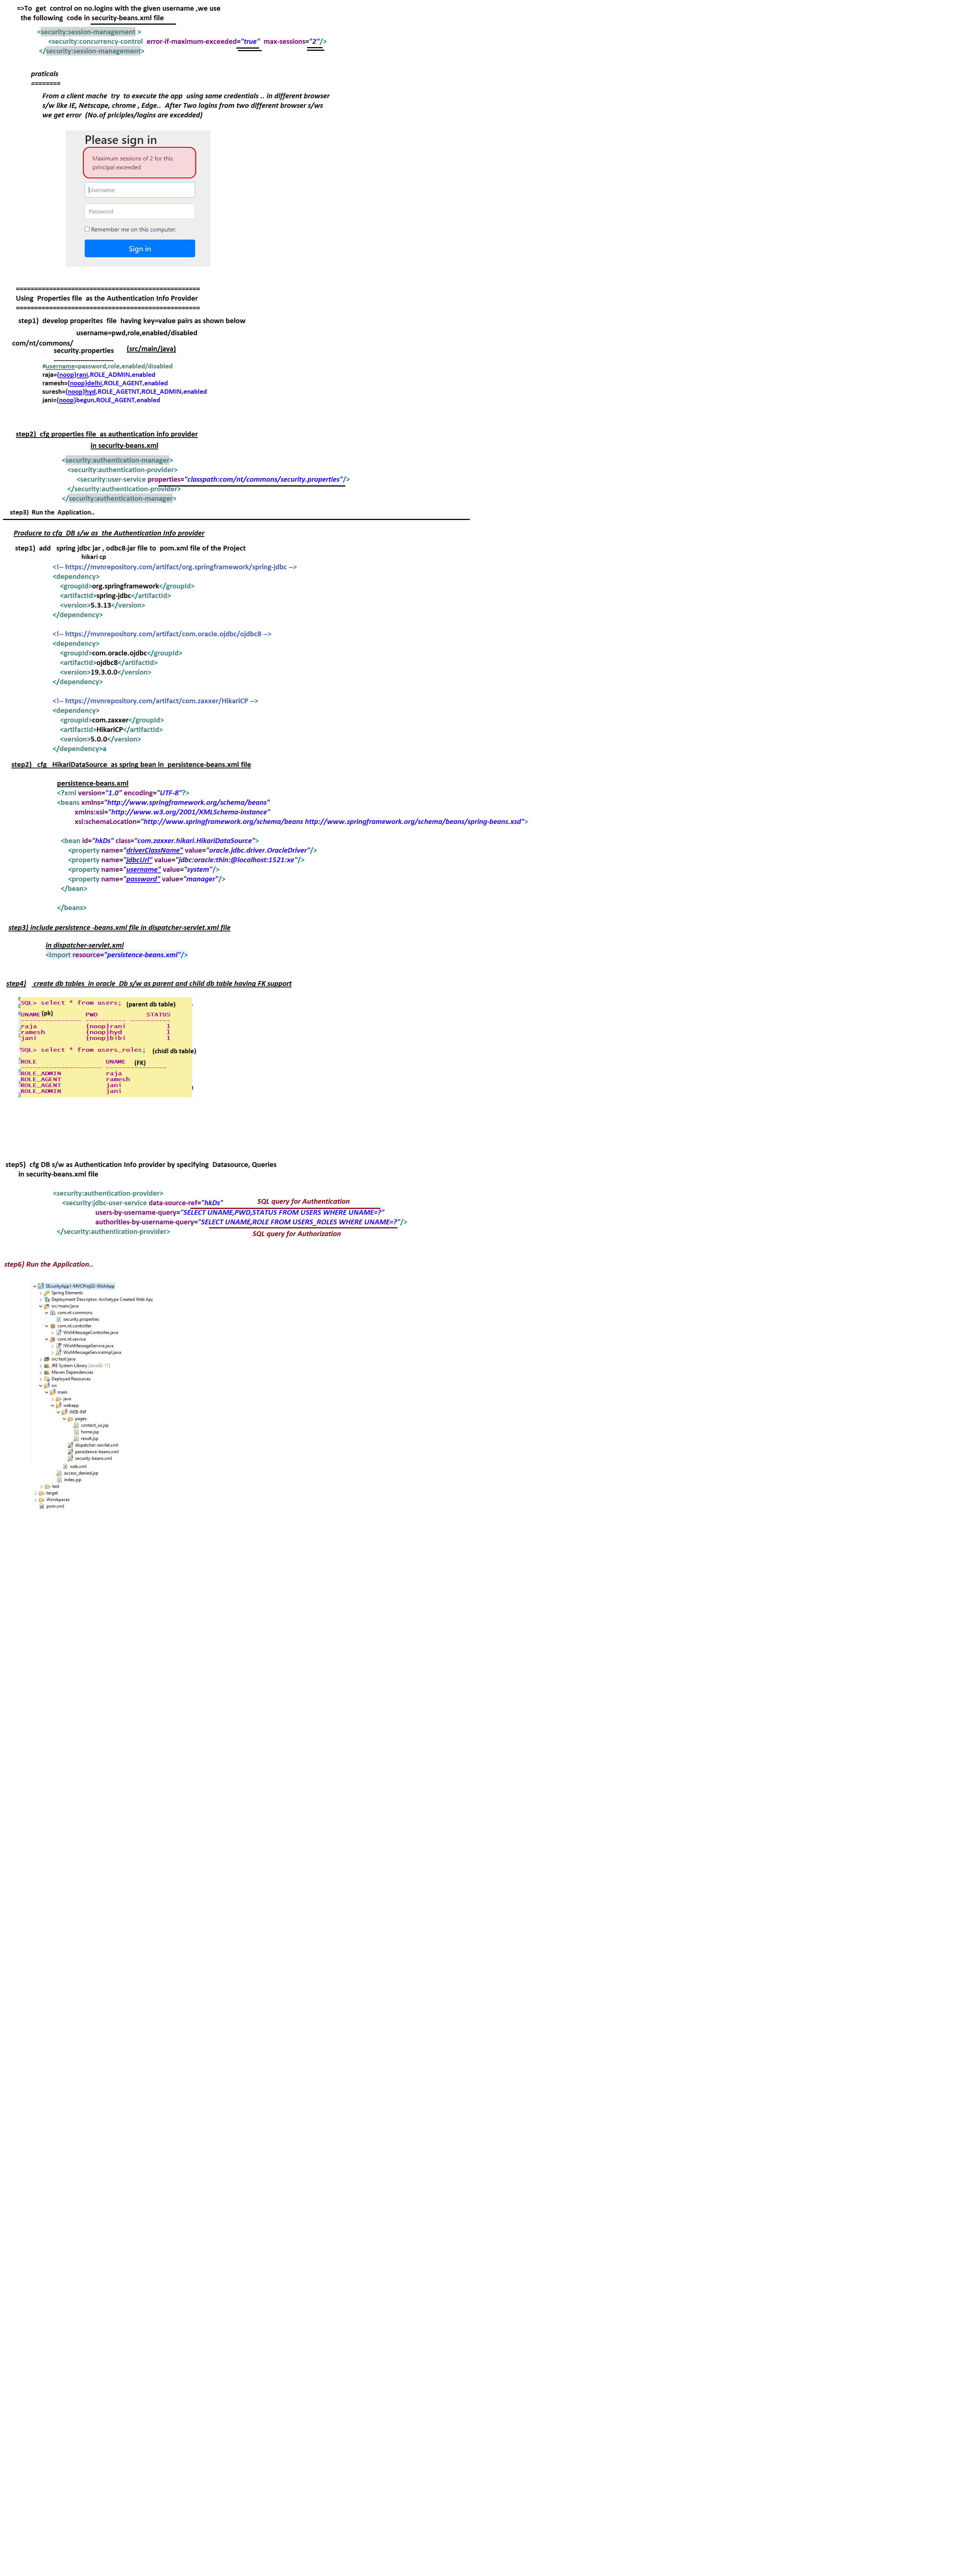 =>To get control on no.logins with the given username ,we use
the following code in security-beans.xml file
<security:session-management >
<security:concurrency-control error-if-maximum-exceeded="true" max-sessions="2"/>
</security:session-management>
praticals
========
From a client mache try to execute the app using same credentials .. in different browser
s/w like IE, Netscape, chrome , Edge.. After Two logins from two different browser s/ws
we get error (No.of priciples/logins are excedded)
Please sign in
Maximum sessions of 2 for this
principal exceeded
Username
Password
Remember me on this computer.
Sign in
==================================================
Using Properties file as the Authentication Info Provider
==================================================
step1) develop properites file having key=value pairs as shown below
username=pwd,role,enabled/disabled
com/nt/commons/
security.properties (src/main/java)
---------------------------
#username=password,role,enabled/disabled
raja={noop}rani,ROLE_ADMIN,enabled
ramesh={noop}delhi,ROLE_AGENT,enabled
suresh={noop}hyd,ROLE_AGETNT,ROLE_ADMIN,enabled
jani={noop}begun,ROLE_AGENT,enabled
step2) cfg properties file as authentication info provider
in security-beans.xml
<security:authentication-manager>
<security:authentication-provider>
<security:user-service properties="classpath:com/nt/commons/security.properties"/>
</security:authentication-provider>
</security:authentication-manager>
step3) Run the Application..
Producre to cfg DB s/w as the Authentication Info provider
step1) add spring jdbc jar , odbc8-jar file to pom.xml file of the Project
hikari cp
<!-- https://mvnrepository.com/artifact/org.springframework/spring-jdbc -->
<dependency>
<groupId>org.springframework</groupId>
<artifactId>spring-jdbc</artifactId>
<version>5.3.13</version>
</dependency>
<!-- https://mvnrepository.com/artifact/com.oracle.ojdbc/ojdbc8 -->
<dependency>
<groupId>com.oracle.ojdbc</groupId>
<artifactId>ojdbc8</artifactId>
<version>19.3.0.0</version>
</dependency>
<!-- https://mvnrepository.com/artifact/com.zaxxer/HikariCP -->
<dependency>
<groupId>com.zaxxer</groupId>
<artifactId>HikariCP</artifactId>
<version>5.0.0</version>
</dependency>a
step2) cfg HikariDataSource as spring bean in persistence-beans.xml file
persistence-beans.xml
<?xml version="1.0" encoding="UTF-8"?>
<beans xmlns="http://www.springframework.org/schema/beans"
xmlns:xsi="http://www.w3.org/2001/XMLSchema-instance"
xsi:schemaLocation="http://www.springframework.org/schema/beans http://www.springframework.org/schema/beans/spring-beans.xsd">
<bean id="hkDs" class="com.zaxxer.hikari.HikariDataSource">
<property name="driverClassName" value="oracle.jdbc.driver.OracleDriver"/>
<property name="jdbcUrl" value="jdbc:oracle:thin:@localhost:1521:xe"/>
<property name="username" value="system"/>
<property name="password" value="manager"/>
</bean>
</beans>
step3) include persistence -beans.xml file in dispatcher-servlet.xml file
in dispatcher-servlet.xml
<import resource="persistence-beans.xml"/>
step4) create db tables in oracle Db s/w as parent and child db table having FK support
SQL> select * from users; (parent db table)
UNAME (pk) PWD STATUS
---------------- ---------- ----------
raja {noop}rani 1
ramesh {noop}hyd 1
jani {noop}bibi 1
SQL> select * from users_roles; (chidl db table)
ROLE UNAME (FK)
-------------------- ---------------
ROLE_ADMIN raja
ROLE_AGENT ramesh
ROLE_AGENT jani
ROLE_ADMIN jani
step5) cfg DB s/w as Authentication Info provider by specifying Datasource, Queries
in security-beans.xml file
<security:authentication-provider>
<security:jdbc-user-service data-source-ref="hkDs" SQL query for Authentication
users-by-username-query="SELECT UNAME,PWD,STATUS FROM USERS WHERE UNAME=?"
authorities-by-username-query="SELECT UNAME,ROLE FROM USERS_ROLES WHERE UNAME=?"/>
</security:authentication-provider> SQL query for Authorization
step6) Run the Application..
SEcurityApp1-MVCProj02-WishApp
Spring Elements
Deployment Descriptor: Archetype Created Web Ap
src/main/java
com.nt.commons
security.properties
com.nt.controller
WishMessageController.java
com.nt.service
IWishMessageService.java
WishMessageServiceImpl.java
src/test/java
JRE System Library [JavaSE-11]
Maven Dependencies
Deployed Resources
src
main
java
webapp
WEB-INF
pages
contact_us.jsp
home.jsp
result.jsp
dispatcher-servlet.xml
persistence-beans.xml
security-beans.xml
web.xml
access_denied.jsp
index.jsp
test
target
Workspaces
pom.xml